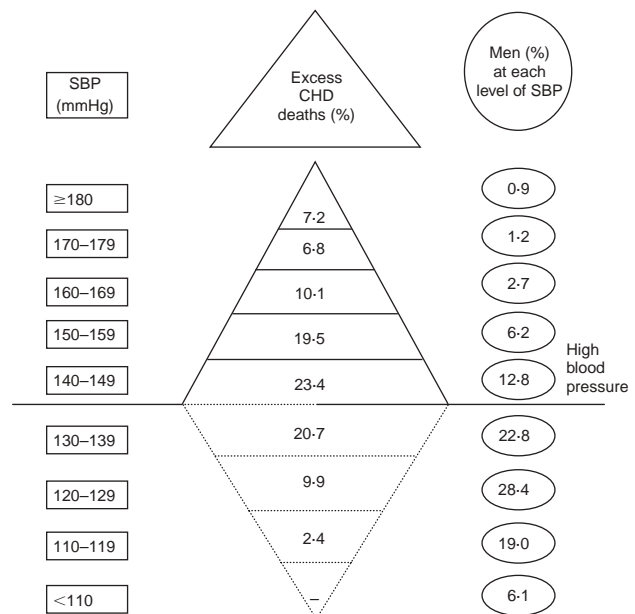 SBP
(mmHg)
Excess
CHD
deaths (%)
Men (%)
at each
level of SBP
≥180
7·2
0·9
170–179
6·8
1·2
160–169
10·1
2·7
150–159
19·5
6·2
High
blood
pressure
140–149
23·4
12·8
130–139
20·7
22·8
120–129
9·9
28·4
110–119
2·4
19·0
<110
–
6·1